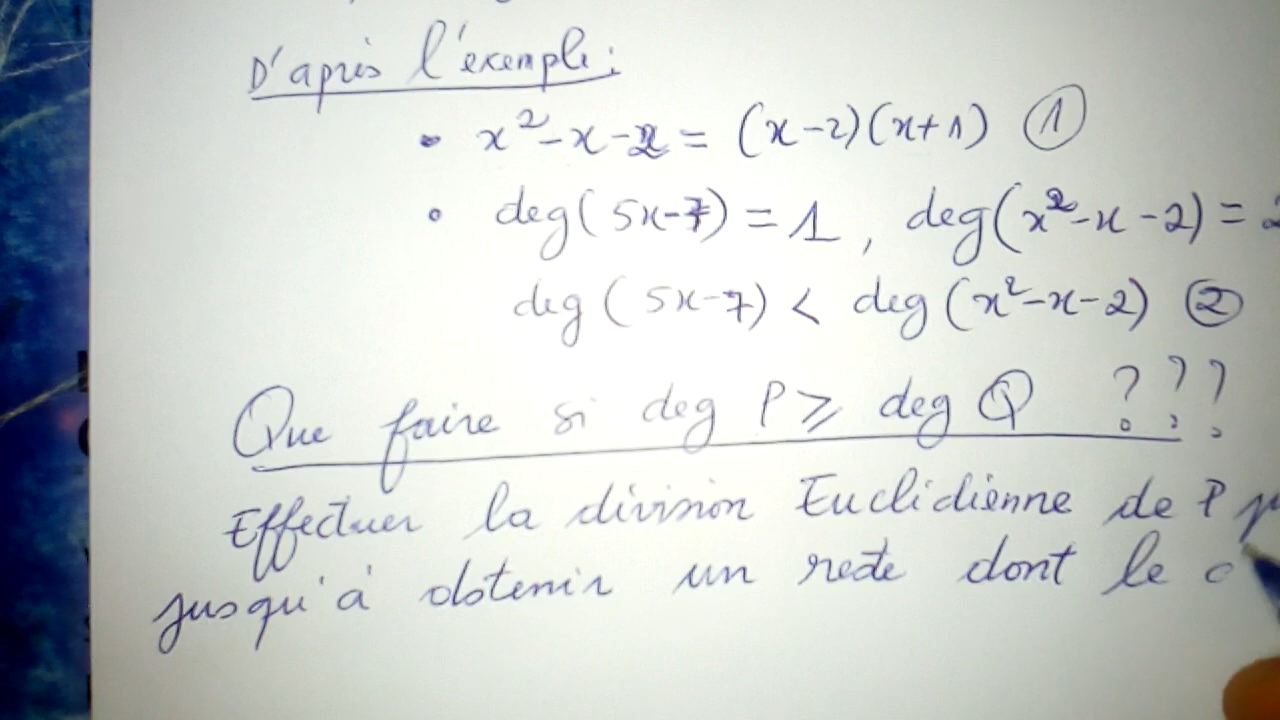 D'après l'exemple :
• x² - x - 2 = (x-2)(x+1) ①
• deg(5x-7) = 1, deg(x²-x-2) = 2
deg(5x-7) < deg(x²-x-2) ②
Que faire si deg P ⩾ deg Q ???
Effectuer la division Euclidienne de P
jusqu'à obtenir un reste dont le